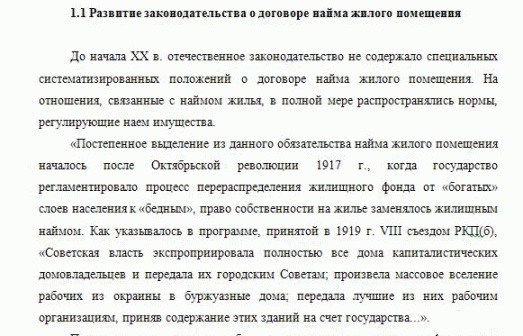 1.1 Развитие законодательства о договоре найма жилого помещения
До начала XX в. отечественное законодательство не содержало специальных
систематизированных положений о договоре найма жилого помещения. На
отношения, связанные с наймом жилья, в полной мере распространялись нормы,
регулирующие наем имущества.
«Постепенное выделение из данного обязательства найма жилого помещения
началось после Октябрьской революции 1917 г., когда государство
регламентировало процесс перераспределения жилищного фонда от «богатых»
слоев населения к «бедным», право собственности на жилье заменялось жилищным
наймом. Как указывалось в программе, принятой в 1919 г. VIII съездом РКП(б),
«Советская власть экспроприировала полностью все дома капиталистических
домовладельцев и передала их городским Советам; произвела массовое вселение
рабочих из окраины в буржуазные дома; передала лучшие из них рабочим
организациям, приняв содержание этих зданий на счет государства...».